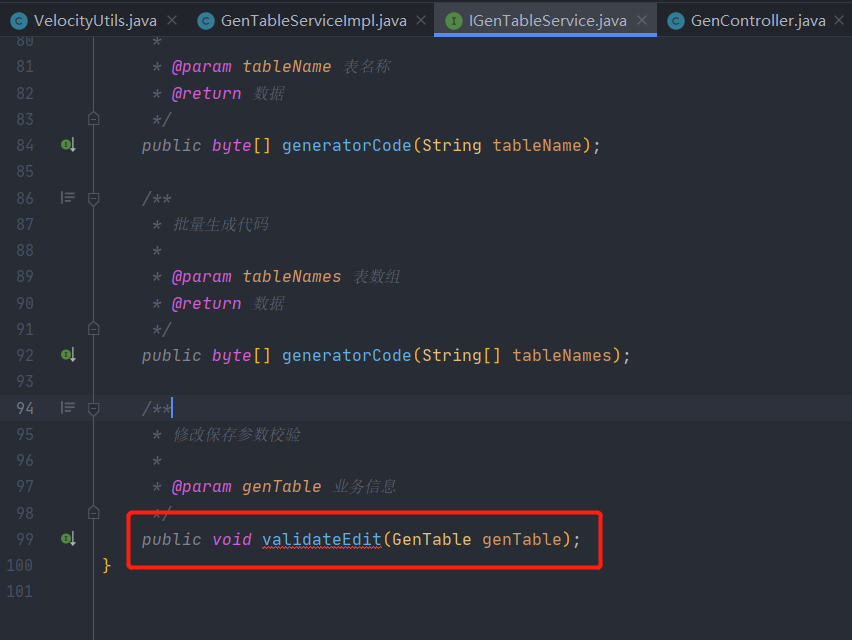 VelocityUtils.java GenTableServiceImpl.java IGenTableService.java GenController.java
80 *
81 * @param tableName 表名称
82 * @return 数据
83 */
84 public byte[] generatorCode(String tableName);
85
86 /**
87 * 批量生成代码
88 *
89 * @param tableNames 表数组
90 * @return 数据
91 */
92 public byte[] generatorCode(String[] tableNames);
93
94 /**
95 * 修改保存参数校验
96 *
97 * @param genTable 业务信息
98 */
99 public void validateEdit(GenTable genTable);
100 }
101